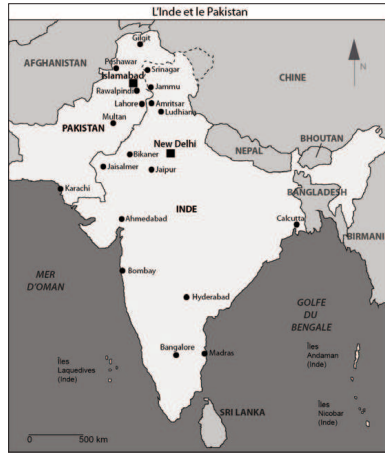 L'Inde et le Pakistan
Gilgit
AFGHANISTAN
Peshawar
Srinagar
Islamabad
CHINE
N
Rawalpindi
Jammu
Lahore
Amritsar
Ludhiana
Multan
PAKISTAN
New Delhi
Bikaner
NEPAL
BHOUTAN
Jaisalmer
Jaipur
Karachi
BANGLADESH
INDE
Ahmedabad
Calcutta
BIRMANI
MER
D'OMAN
Bombay
Hyderabad
GOLFE
DU
BENGALE
Bangalore
Madras
Îles
Laquedives
(Inde)
Îles
Andaman
(Inde)
Îles
Nicobar
(Inde)
SRI LANKA
0
500 km